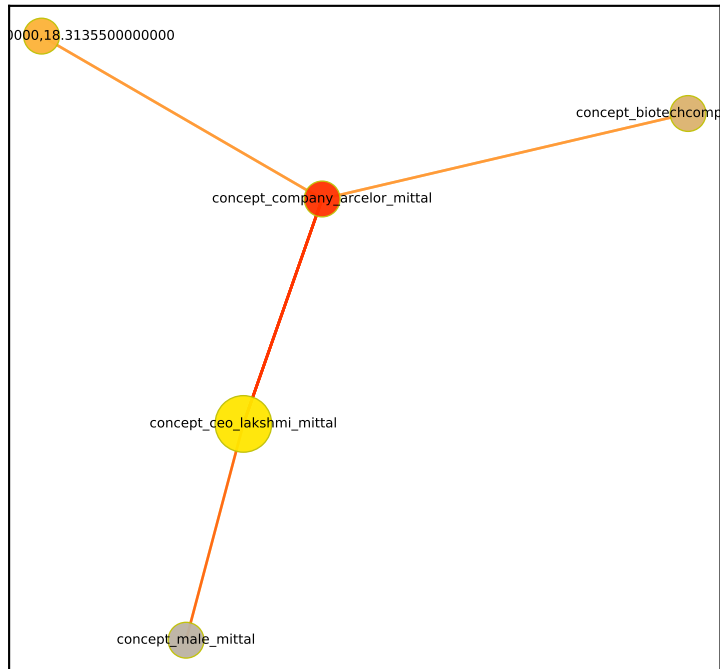 0000,18.3135500000000
concept_biotechcomp
concept_company_arcelor_mittal
concept_ceo_lakshmi_mittal
concept_male_mittal